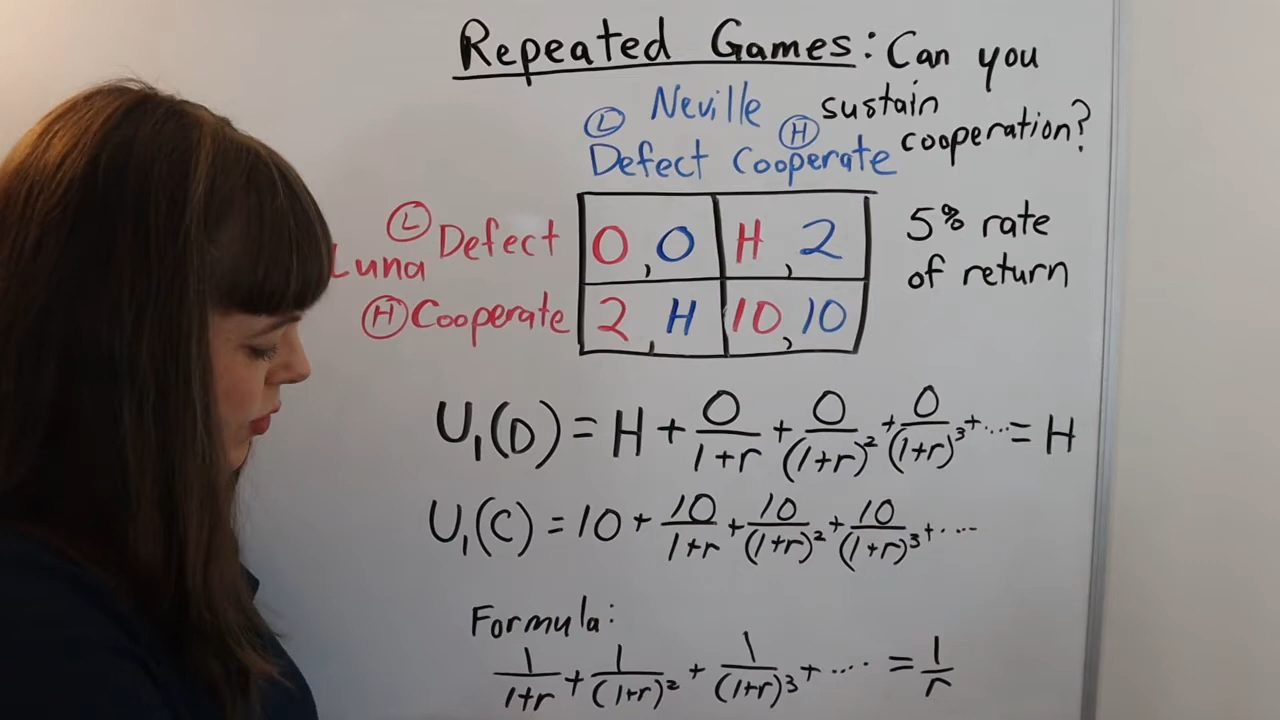 Repeated Games: Can you
sustain
cooperation?
Neville
Ⓛ Ⓗ
Defect Cooperate
Luna
Ⓛ Defect 0,0 H,2
Ⓗ Cooperate 2,H 10,10
5% rate
of return
U₁(D) = H + 0/(1+r) + 0/(1+r)² + 0/(1+r)³ + .... = H
U₁(C) = 10 + 10/(1+r) + 10/(1+r)² + 10/(1+r)³ + ....
Formula:
1/(1+r) + 1/(1+r)² + 1/(1+r)³ + .... = 1/r